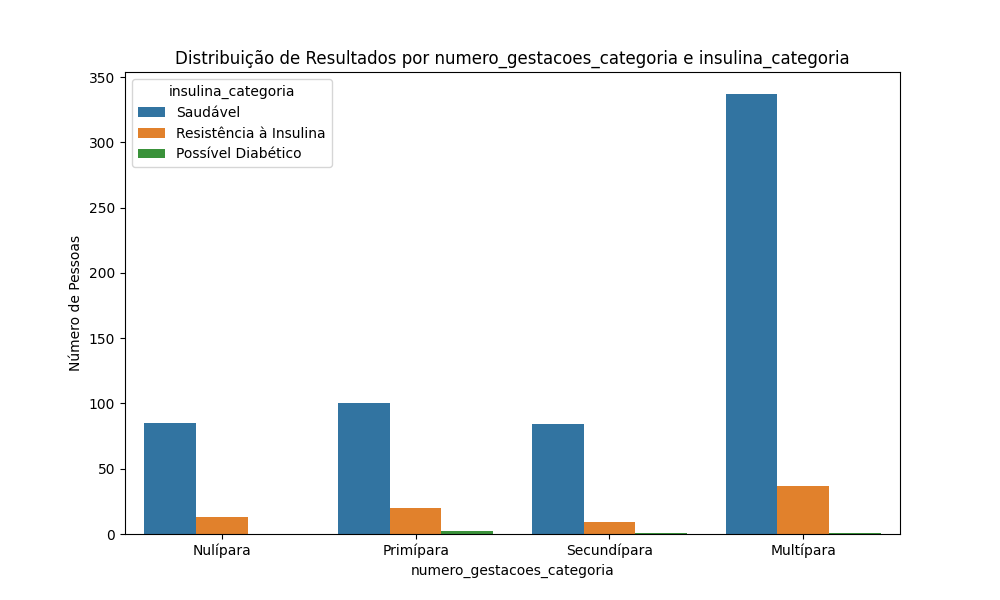 Distribuição de Resultados por numero_gestacoes_categoria e insulina_categoria
insulina_categoria
Saudável
Resistência à Insulina
Possível Diabético
Número de Pessoas
350
300
250
200
150
100
50
0
Nulípara
Primípara
Secundípara
Multípara
numero_gestacoes_categoria